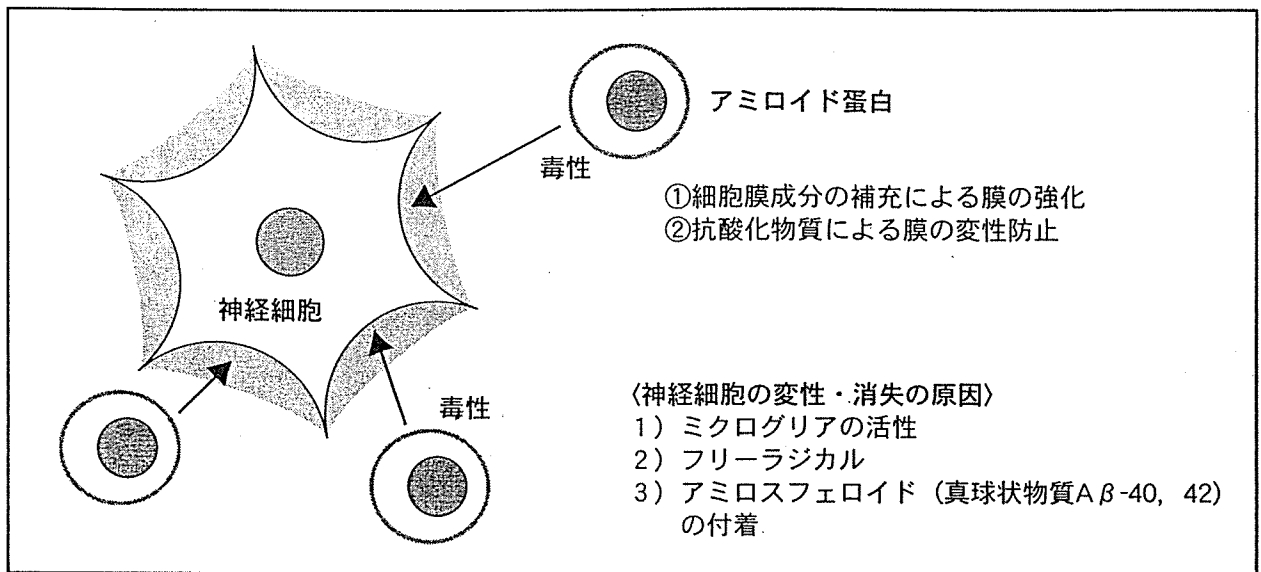 アミロイド蛋白
毒性
①細胞膜成分の補充による膜の強化
②抗酸化物質による膜の変性防止
神経細胞
毒性
〈神経細胞の変性・消失の原因〉
1）ミクログリアの活性
2）フリーラジカル
3）アミロスフェロイド（真球状物質Aβ-40，42）
の付着